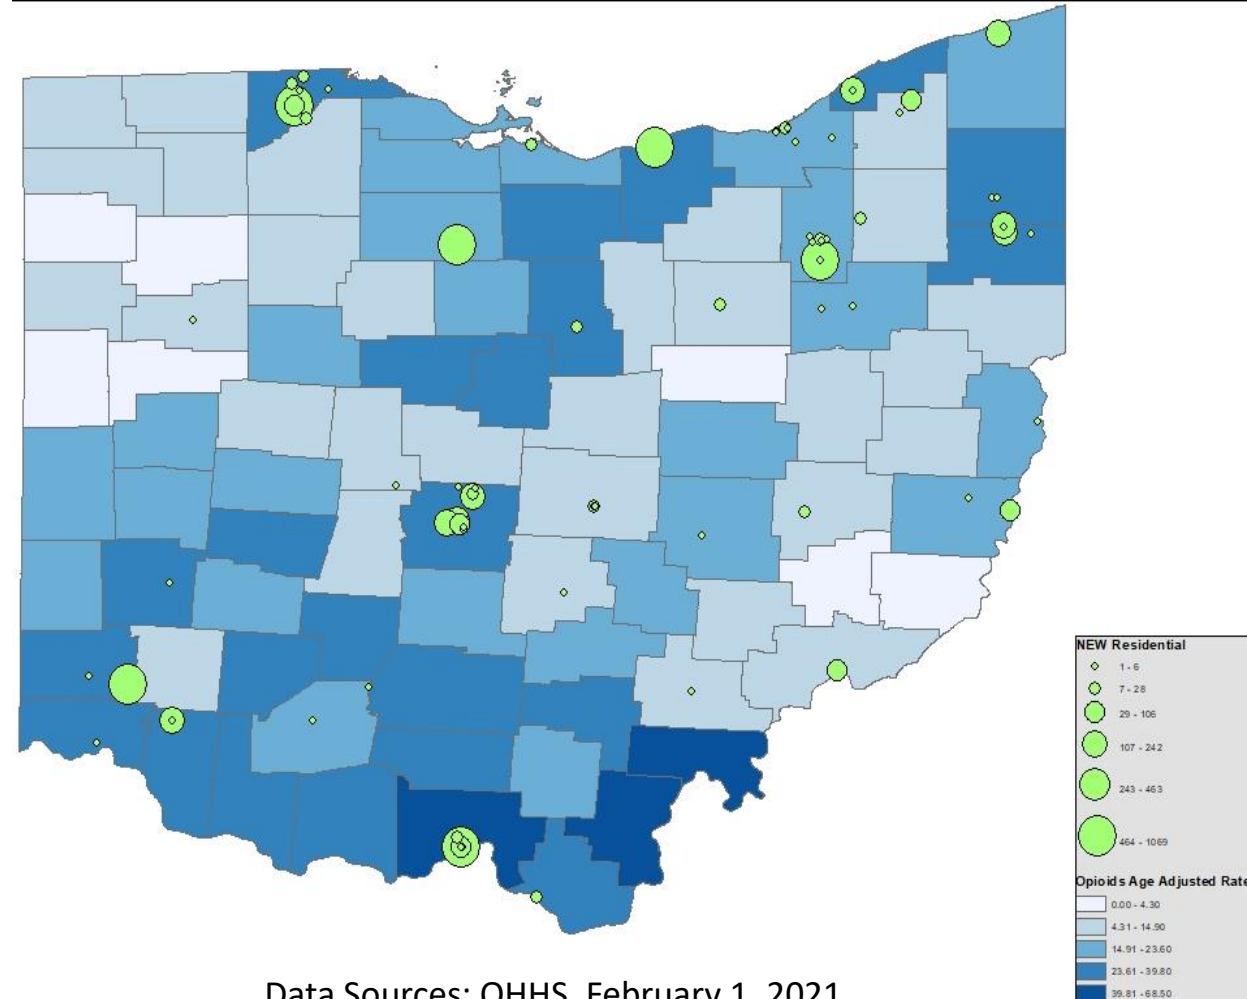 NEW Residential
1 - 6
7 - 28
29 - 106
107 - 242
243 - 463
464 - 1069
Opioids Age Adjusted Rate
0.00 - 4.30
4.31 - 14.90
14.91 - 23.60
23.61 - 39.80
39.81 - 68.50
Data Sources: OHHS, February 1, 2021